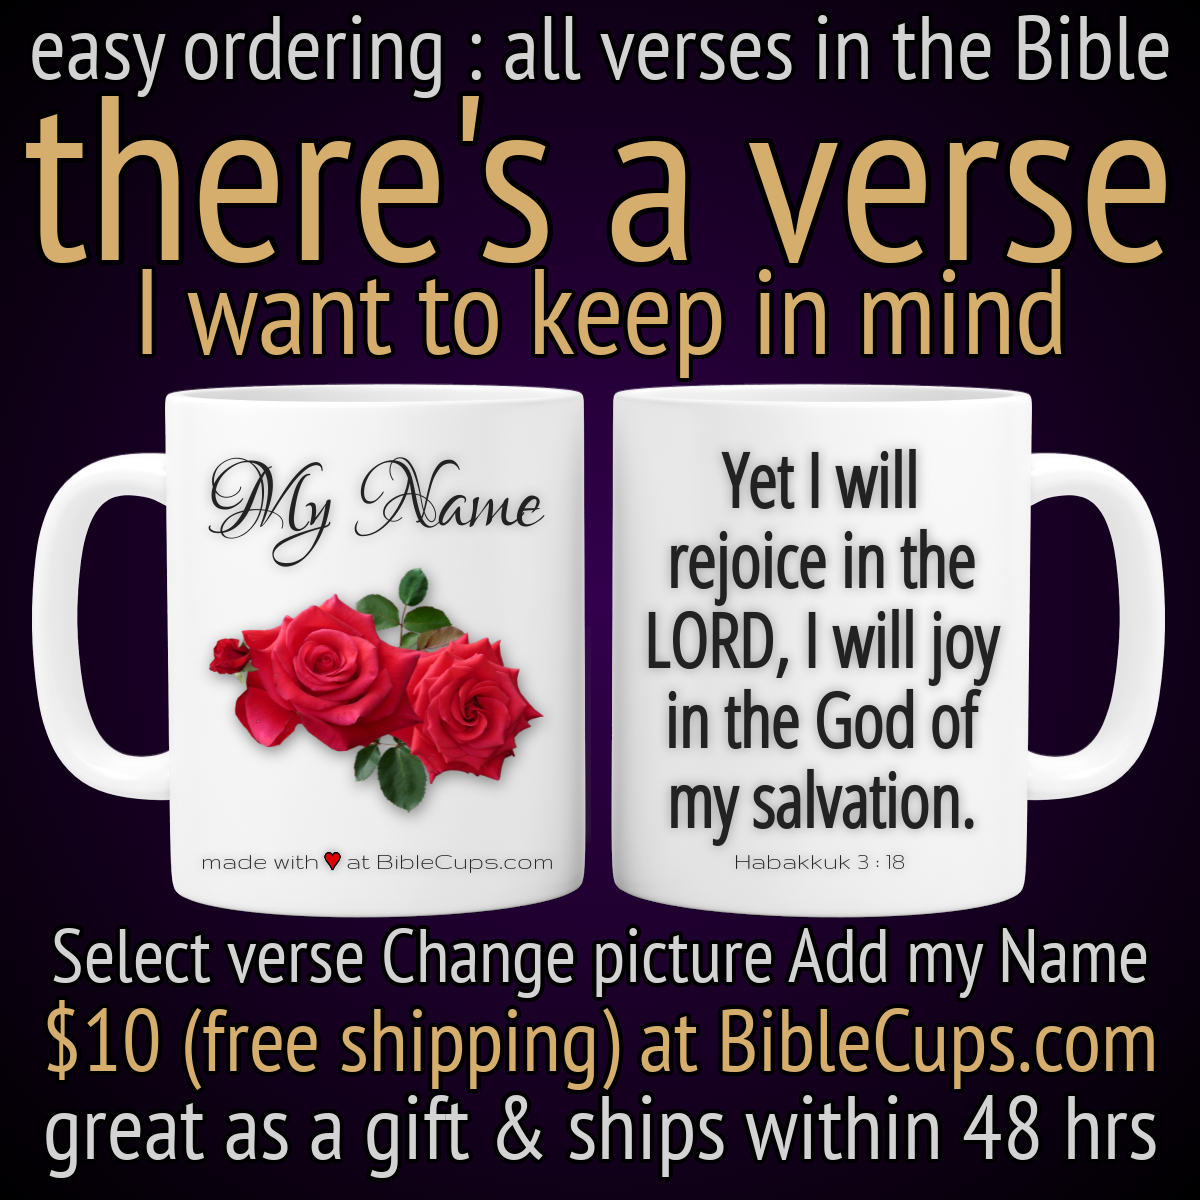 easy ordering : all verses in the Bible
there's a verse
I want to keep in mind
My Name
made with ❤ at BibleCups.com
Yet I will
rejoice in the
LORD, I will joy
in the God of
my salvation.
Habakkuk 3 : 18
Select verse Change picture Add my Name
$10 (free shipping) at BibleCups.com
great as a gift & ships within 48 hrs